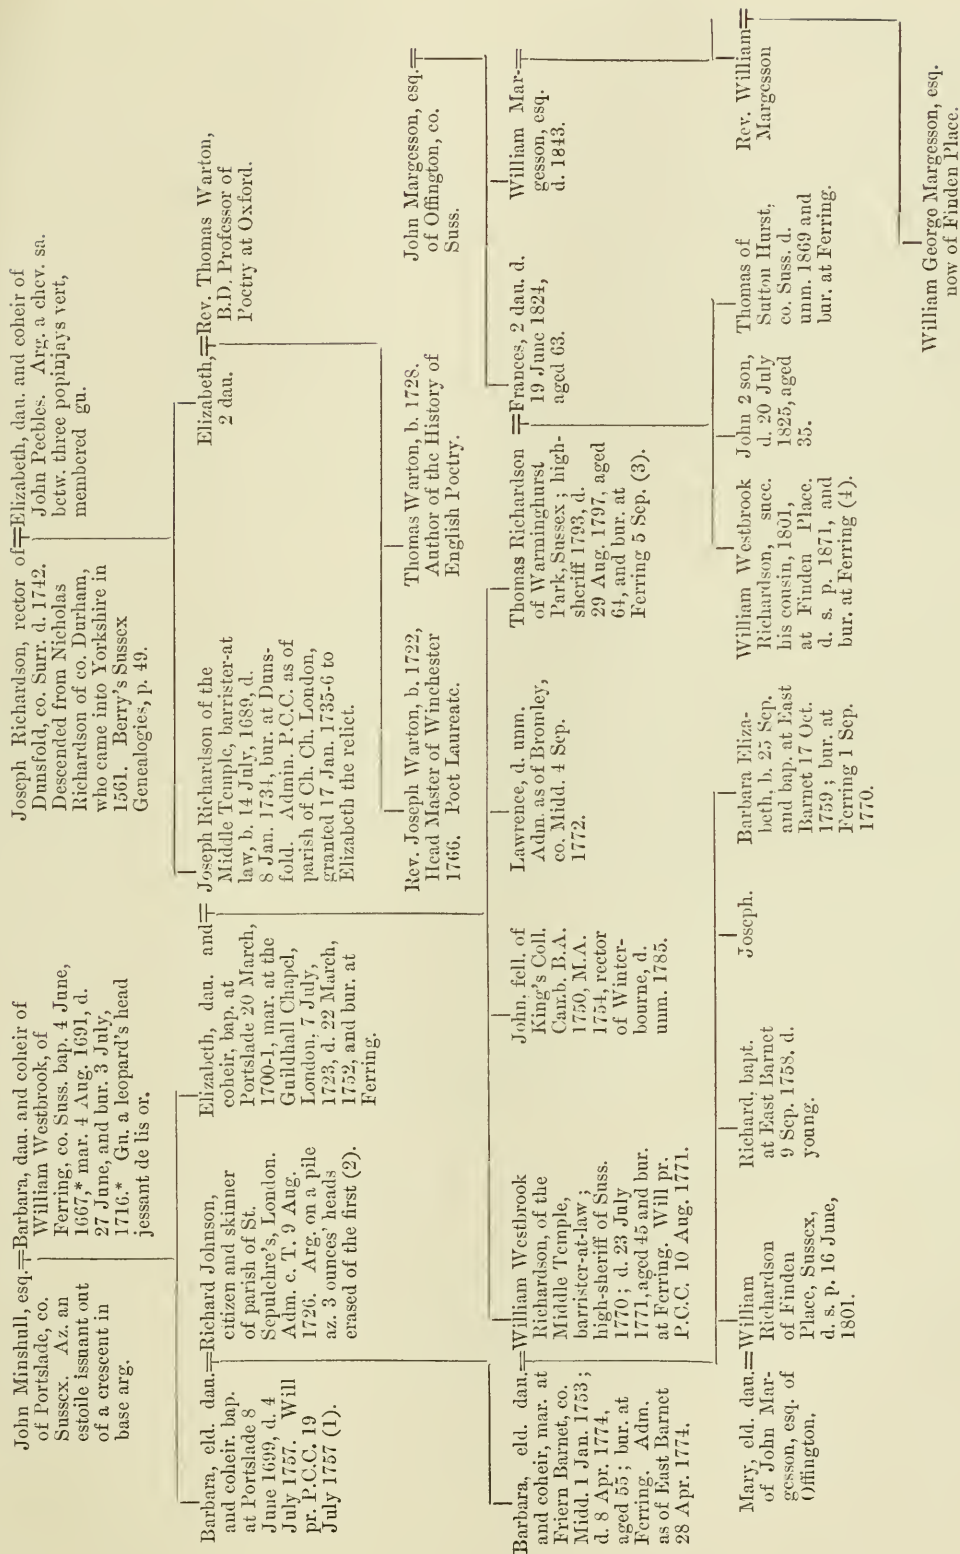 John Minshull, esq.=Barbara, dau. and coheir of
of Portslade, co.
Sussex. Az. an
estoile issuant out
of a crescent in
base arg.
William Westbrook, of
Ferring, co. Suss. bap. 4 June,
1667,* mar. 4 Aug. 1691, d.
27 June, and bur. 3 July,
1716.* Gu. a leopard's head
jessant de lis or.
Joseph Richardson, rector of=Elizabeth, dau. and coheir of
Dunsfold, co. Surr. d. 1742.
Descended from Nicholas
Richardson of co. Durham,
who came into Yorkshire in
1561. Berry's Sussex
Genealogies, p. 49.
John Peebles. Arg. a chev. sa.
betw. three popinjays vert,
membered gu.
Barbara, eld. dau.=Richard Johnson,
and coheir. bap.
at Portslade 8
June 1699, d. 4
July 1757. Will
pr. P.C.C. 19
July 1757 (1).
citizen and skinner
of parish of St.
Sepulchre's, London.
Adm. c. T. 9 Aug.
1726. Arg. on a pile
az. 3 ounces' heads
erased of the first (2).
Elizabeth, dau. and=Joseph Richardson of the
coheir, bap. at
Portslade 20 March,
1700-1, mar. at the
Guildhall Chapel,
London, 7 July,
1723, d. 22 March,
1752, and bur. at
Ferring.
Middle Temple, barrister-at
law, b. 14 July, 1689, d.
8 Jan. 1734, bur. at Duns-
fold. Admin. P.C.C. as of
parish of Ch. Ch. London,
granted 17 Jan. 1735-6 to
Elizabeth the relict.
Elizabeth,=Rev. Thomas Warton,
2 dau.
B.D. Professor of
Poetry at Oxford.
Rev. Joseph Warton, b. 1722,
Head Master of Winchester
1766. Poet Laureate.
Thomas Warton, b. 1728.
Author of the History of
English Poetry.
John Margesson, esq.=
of Offington, co.
Suss.
Barbara, eld. dau.=William Westbrook
and coheir, mar. at
Friern Barnet, co.
Midd. 1 Jan. 1753;
d. 8 Apr. 1774,
aged 55; bur. at
Ferring. Adm.
as of East Barnet
28 Apr. 1774.
Richardson, of the
Middle Temple,
barrister-at-law;
high-sheriff of Suss.
1770; d. 23 July
1771, aged 45 and bur.
at Ferring. Will pr.
P.C.C. 10 Aug. 1771.
John, fell. of
King's Coll.
Camb. B.A.
1750, M.A.
1754, rector
of Winter-
bourne, d.
unm. 1785.
Lawrence, d. unm.
Adm. as of Bromley,
co. Midd. 4 Sep.
1772.
Thomas Richardson=Frances, 2 dau. d.
of Warminghurst
Park, Sussex; high-
sheriff 1793, d.
29 Aug. 1797, aged
64, and bur. at
Ferring 5 Sep. (3).
19 June 1824,
aged 63.
William Mar-=
gesson, esq.
d. 1843.
Mary, eld. dau.=William
of John Mar-
gesson, esq. of
Offington.
Richardson
of Finden
Place, Sussex,
d. s. p. 16 June,
1801.
Richard, bapt.
at East Barnet
9 Sep. 1758. d.
young.
Joseph.
Barbara Eliza-
beth, b. 25 Sep.
and bap. at East
Barnet 17 Oct.
1759; bur. at
Ferring 1 Sep.
1770.
William Westbrook
Richardson, succ.
his cousin, 1801,
at Finden Place.
d. s. p. 1871, and
bur. at Ferring (4).
John 2 son,
d. 20 July
1825, aged
35.
Thomas of
Sutton Hurst,
co. Suss. d.
unm. 1869 and
bur. at Ferring.
Rev. William=
Margesson
William George Margesson, esq.
now of Finden Place.